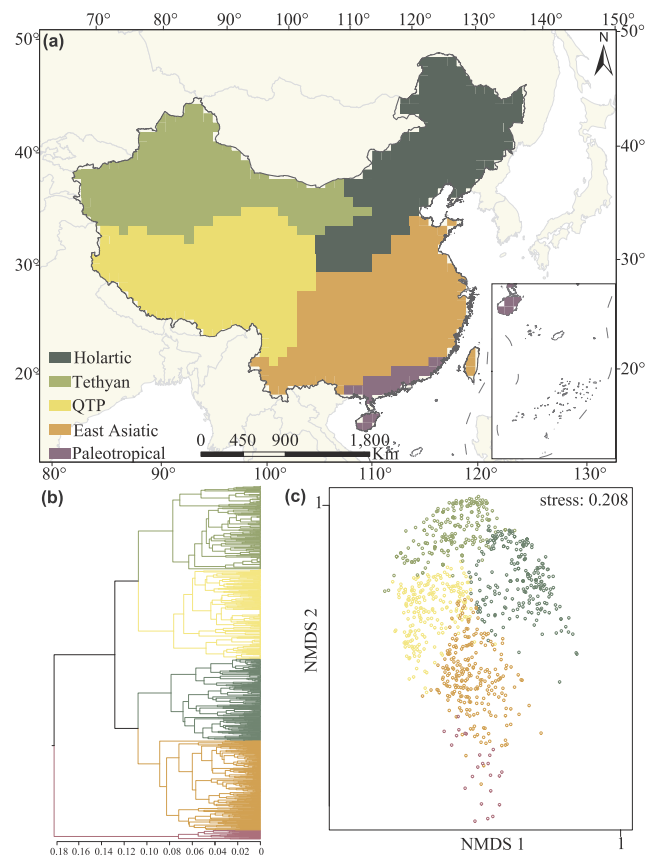 70° 80° 90° 100° 110° 120° 130° 140° 150°
50° (a) N 50°
40° 40°
30° 30°
20° 20°
Holartic
Tethyan
QTP
East Asiatic
Paleotropical
0 450 900 1,800
Km
80° 90° 100° 110° 120° 130°
(b) (c)
1 stress: 0.208
NMDS 2
0.18 0.16 0.14 0.12 0.10 0.08 0.06 0.04 0.02 0
NMDS 1 1